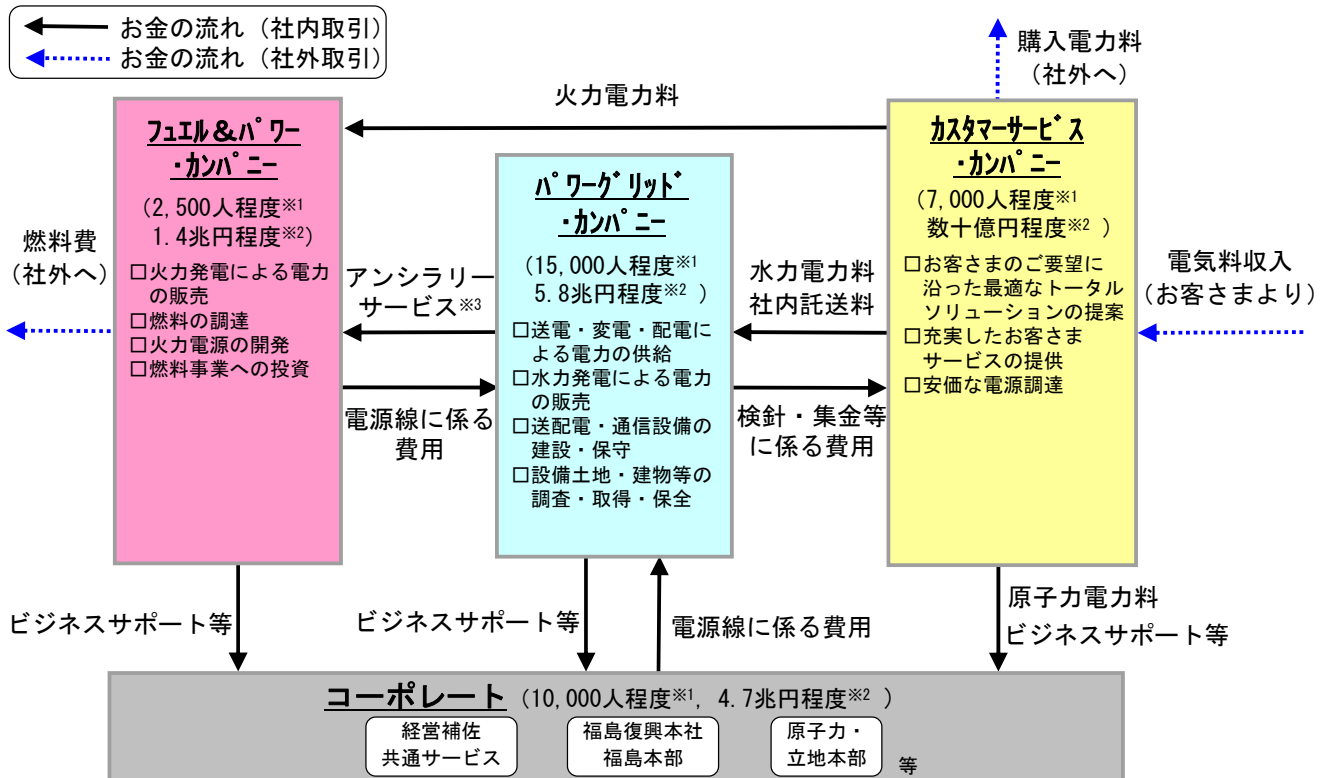 お金の流れ（社内取引）
お金の流れ（社外取引）
購入電力料
（社外へ）
火力電力料
ﾌｭｴﾙ＆ﾊﾟﾜｰ
・ｶﾝﾊﾟﾆｰ
（2,500人程度※1
1.4兆円程度※2）
□火力発電による電力
の販売
□燃料の調達
□火力電源の開発
□燃料事業への投資
燃料費
（社外へ）
アンシラリー
サービス※3
電源線に係る
費用
ﾊﾟﾜｰｸﾞﾘｯﾄﾞ
・ｶﾝﾊﾟﾆｰ
（15,000人程度※1
5.8兆円程度※2 ）
□送電・変電・配電に
よる電力の供給
□水力発電による電力
の販売
□送配電・通信設備の
建設・保守
□設備土地・建物等の
調査・取得・保全
水力電力料
社内託送料
検針・集金等
に係る費用
ｶｽﾀﾏｰｻｰﾋﾞｽ
・ｶﾝﾊﾟﾆｰ
（7,000人程度※1
数十億円程度※2 ）
□お客さまのご要望に
沿った最適なトータル
ソリューションの提案
□充実したお客さま
サービスの提供
□安価な電源調達
電気料収入
（お客さまより）
ビジネスサポート等
ビジネスサポート等
電源線に係る費用
原子力電力料
ビジネスサポート等
コーポレート（10,000人程度※1, 4.7兆円程度※2 ）
経営補佐
共通サービス
福島復興本社
福島本部
原子力・
立地本部
等